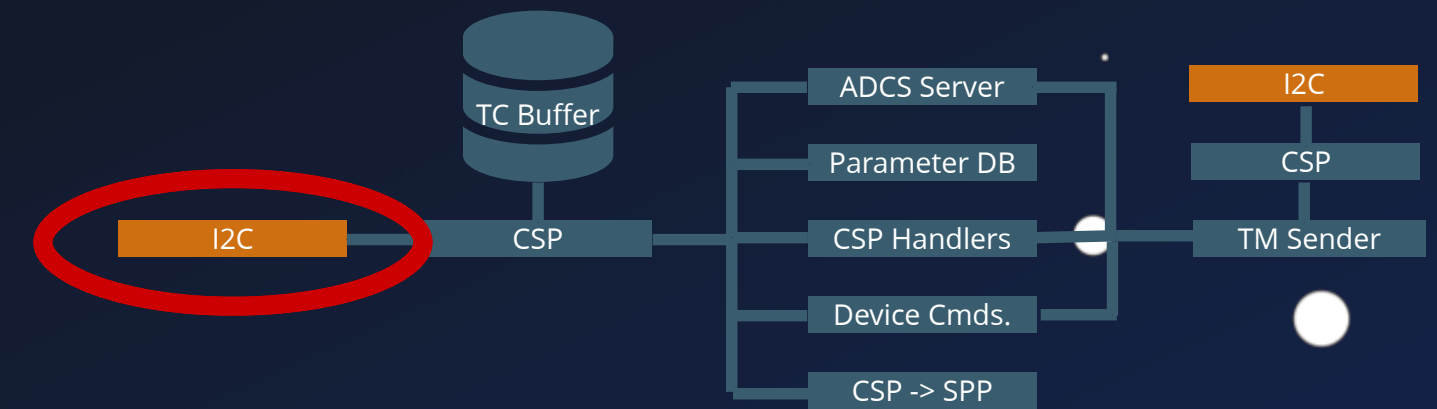 TC Buffer
I2C
CSP
ADCS Server
Parameter DB
CSP Handlers
Device Cmds.
CSP -> SPP
I2C
CSP
TM Sender